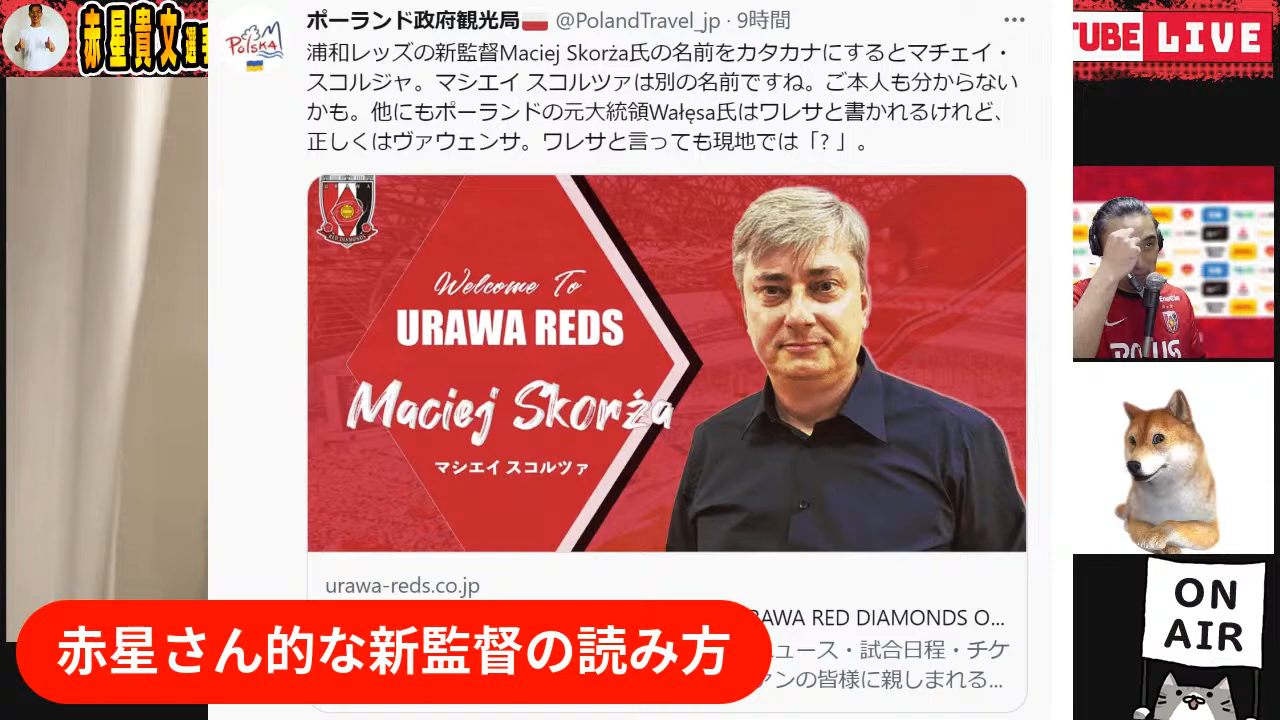 赤星貴文選手
ポーランド政府観光局 @PolandTravel_jp · 9時間
浦和レッズの新監督Maciej Skorża氏の名前をカタカナにするとマチェイ・
スコルジャ。マシエイ スコルツァは別の名前ですね。ご本人も分からない
かも。他にもポーランドの元大統領Wałęsa氏はワレサと書かれるけれど、
正しくはヴァウェンサ。ワレサと言っても現地では「? 」。
POLSKA
TUBE LIVE
URAWA
RED DIAMONDS
Welcome To
URAWA REDS
Maciej Skorża
マシエイ スコルツァ
POLUS
urawa-reds.co.jp
RAWA RED DIAMONDS O...
ュース・試合日程・チケ
ァンの皆様に親しまれる...
赤星さん的な新監督の読み方
ON
AIR